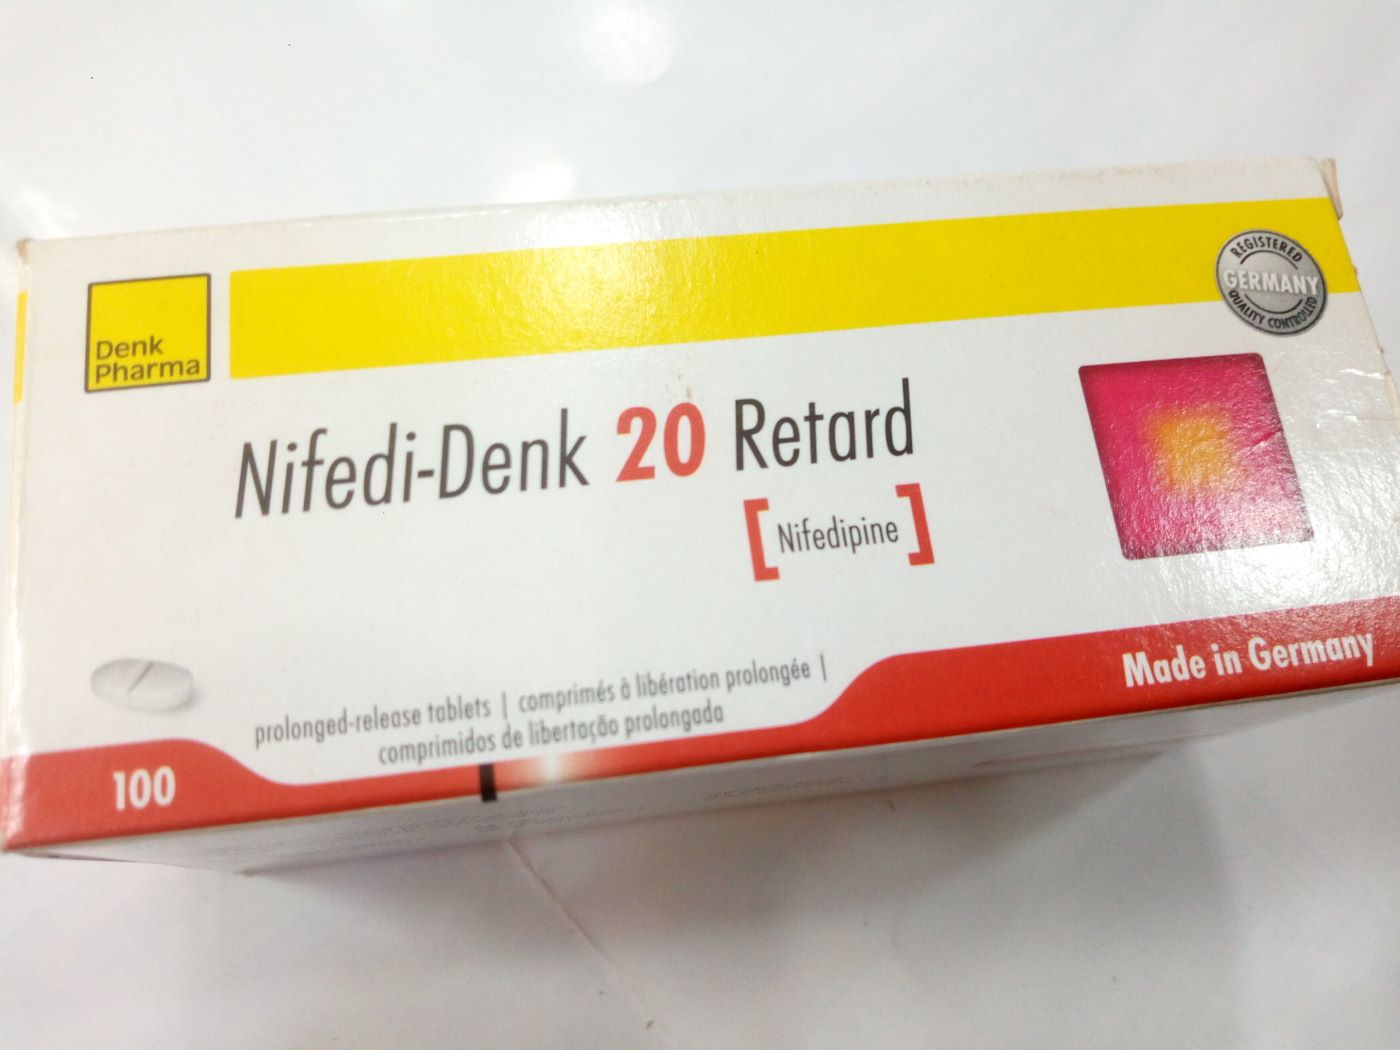 REGISTERED
GERMANY
QUALITY CONTROLLED
Denk
Pharma
Nifedi-Denk 20 Retard
[Nifedipine]
prolonged-release tablets | comprimés à libération prolongée |
comprimidos de libertação prolongada
Made in Germany
100